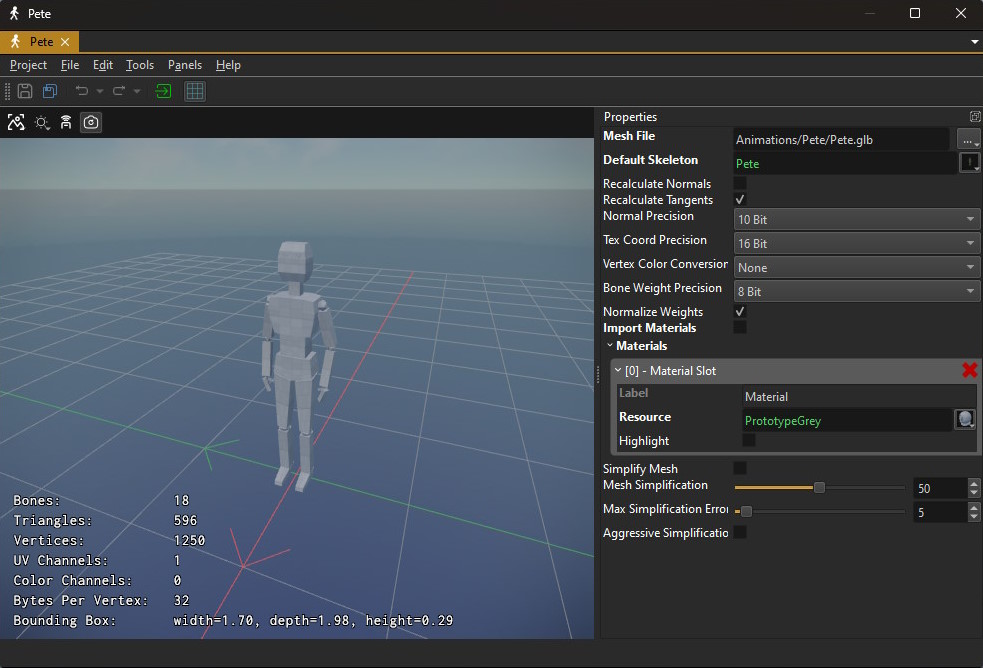 Pete
Pete
Project File Edit Tools Panels Help
Properties
Mesh File Animations/Pete/Pete.glb ...
Default Skeleton Pete
Recalculate Normals
Recalculate Tangents
Normal Precision 10 Bit
Tex Coord Precision 16 Bit
Vertex Color Conversion None
Bone Weight Precision 8 Bit
Normalize Weights
Import Materials
Materials
[0] - Material Slot
Label Material
Resource PrototypeGrey
Highlight
Simplify Mesh
Mesh Simplification 50
Max Simplification Erro 5
Aggressive Simplificatio
Bones: 18
Triangles: 596
Vertices: 1250
UV Channels: 1
Color Channels: 0
Bytes Per Vertex: 32
Bounding Box: width=1.70, depth=1.98, height=0.29